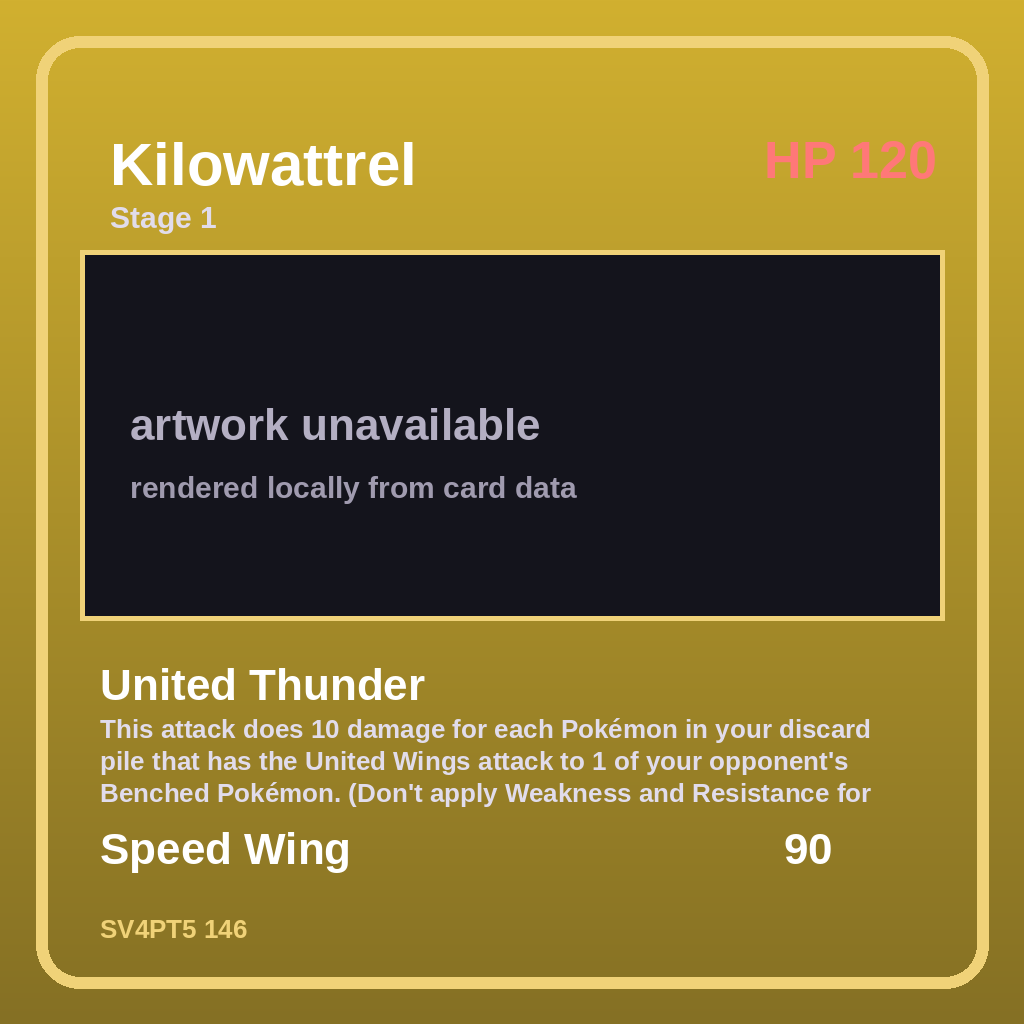 Kilowattrel
HP 120
Stage 1
artwork unavailable
rendered locally from card data
United Thunder
This attack does 10 damage for each Pokémon in your discard
pile that has the United Wings attack to 1 of your opponent's
Benched Pokémon. (Don't apply Weakness and Resistance for
Speed Wing 90
SV4PT5 146